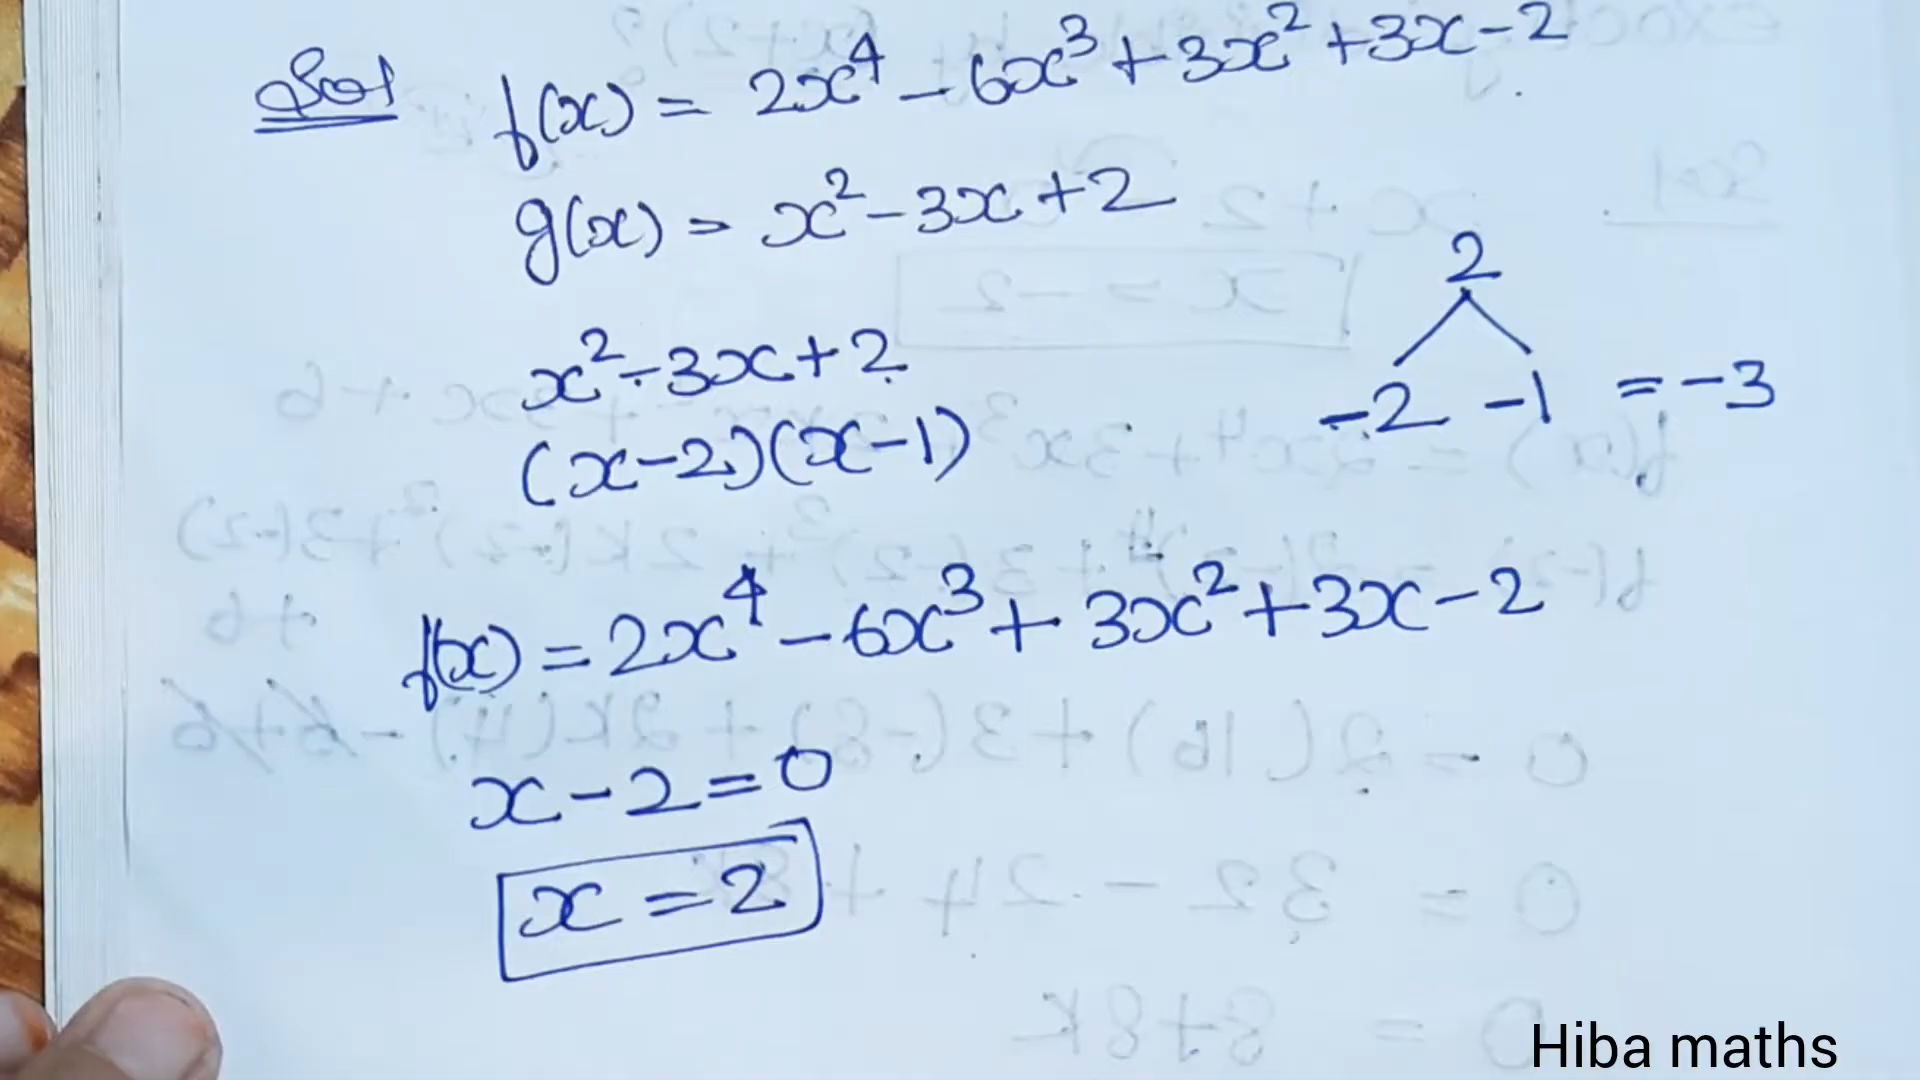 Sol f(x) = 2x⁴ - 6x³ + 3x² + 3x - 2
g(x) = x² - 3x + 2
2
-2 -1 = -3
x² - 3x + 2
(x-2)(x-1)
f(x) = 2x⁴ - 6x³ + 3x² + 3x - 2
x - 2 = 0
x = 2
Hiba maths